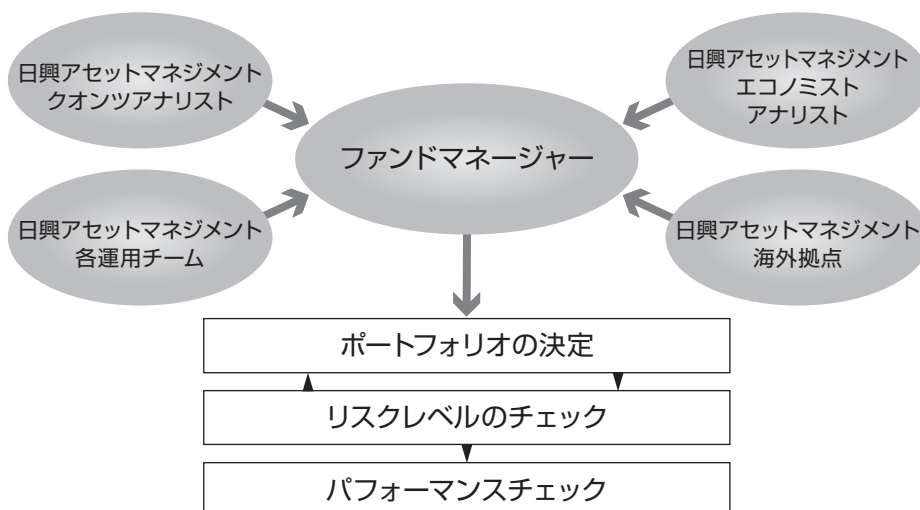 日興アセットマネジメント
クオンツアナリスト
日興アセットマネジメント
エコノミスト
アナリスト
ファンドマネージャー
日興アセットマネジメント
各運用チーム
日興アセットマネジメント
海外拠点
ポートフォリオの決定
リスクレベルのチェック
パフォーマンスチェック